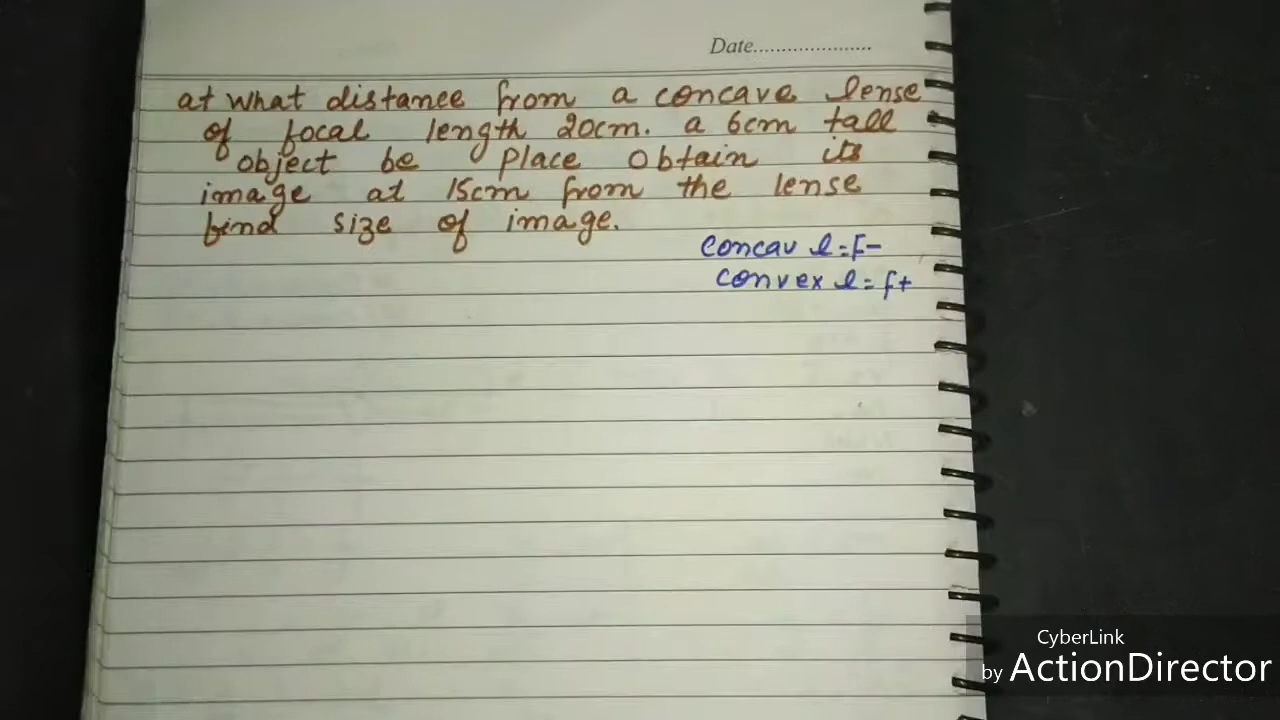 Date.....................
at what distance from a concave lense
of focal length 20cm. a 6cm tall
object be place obtain its
image at 15cm from the lense
find size of image.
concav l=f-
convex l=f+
CyberLink
by ActionDirector